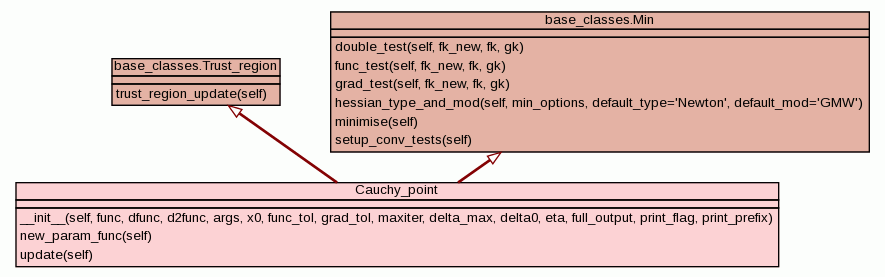 base_classes.Min
double_test(self, fk_new, fk, gk)
func_test(self, fk_new, fk, gk)
grad_test(self, fk_new, fk, gk)
hessian_type_and_mod(self, min_options, default_type='Newton', default_mod='GMW')
minimise(self)
setup_conv_tests(self)
base_classes.Trust_region
trust_region_update(self)
Cauchy_point
__init__(self, func, dfunc, d2func, args, x0, func_tol, grad_tol, maxiter, delta_max, delta0, eta, full_output, print_flag, print_prefix)
new_param_func(self)
update(self)